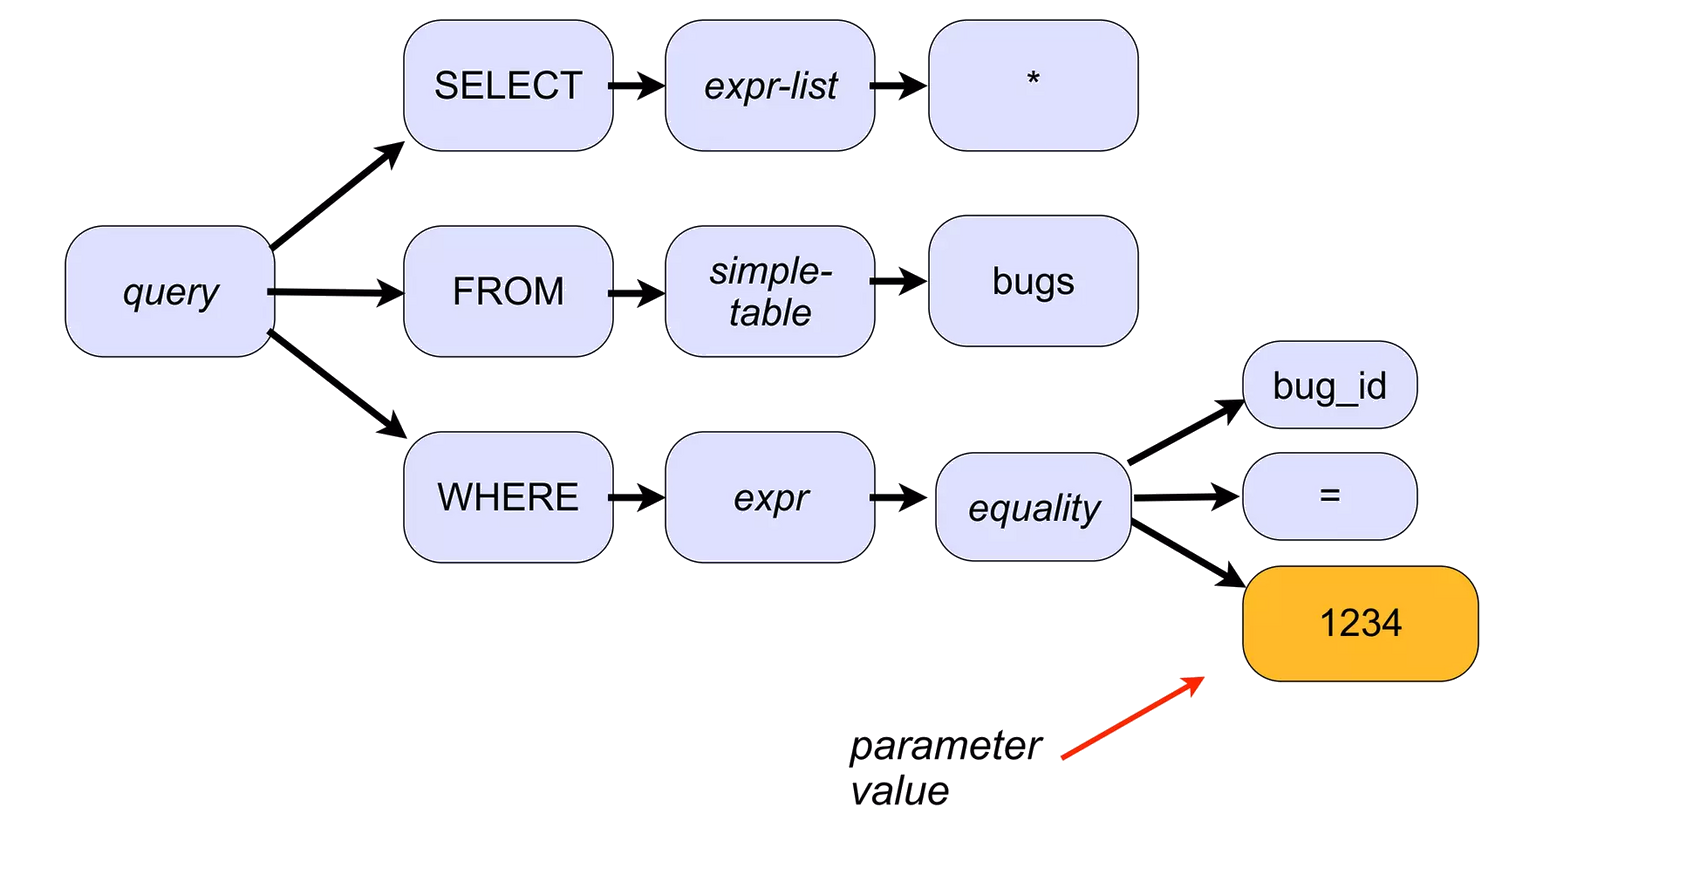 SELECT
expr-list
*
query
FROM
simple-
table
bugs
WHERE
expr
equality
bug_id
=
1234
parameter
value